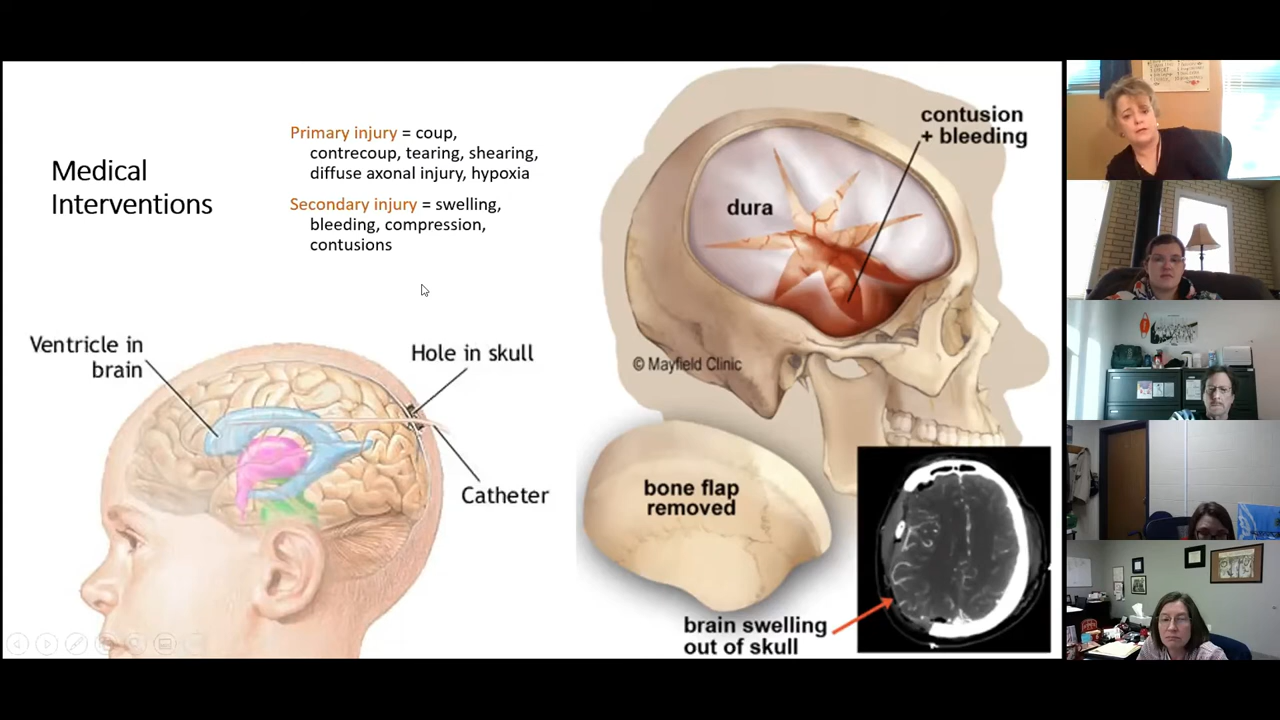 Medical
Interventions
Primary injury = coup,
contrecoup, tearing, shearing,
diffuse axonal injury, hypoxia
Secondary injury = swelling,
bleeding, compression,
contusions
Ventricle in
brain
Hole in skull
Catheter
contusion
+ bleeding
dura
© Mayfield Clinic
bone flap
removed
brain swelling
out of skull